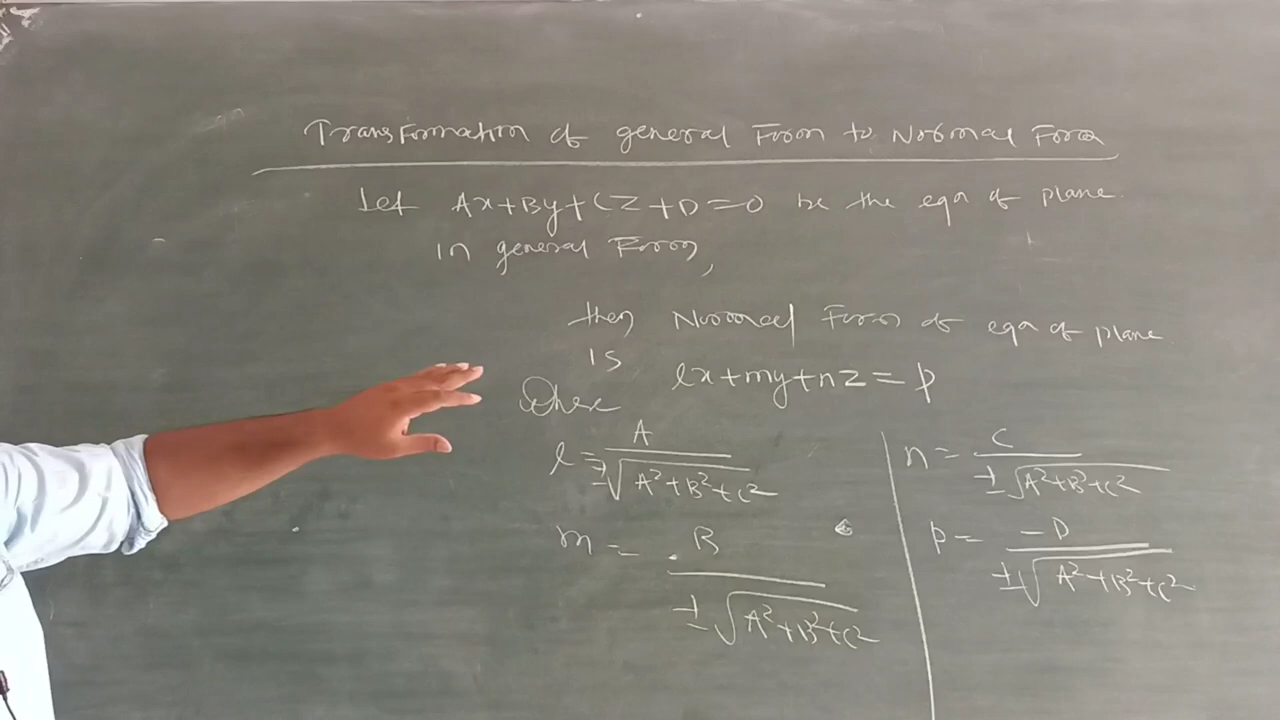 Transformation of general Form to Normal Form
Let Ax+By+CZ+D=0 be the eqn of plane
in general Form,
then Normal Form of eqn of plane
is
lx+my+nz=p
Where
l= A / ±√A²+B²+C²
n= C / ±√A²+B²+C²
m= B / ±√A²+B²+C²
p= -D / ±√A²+B²+C²